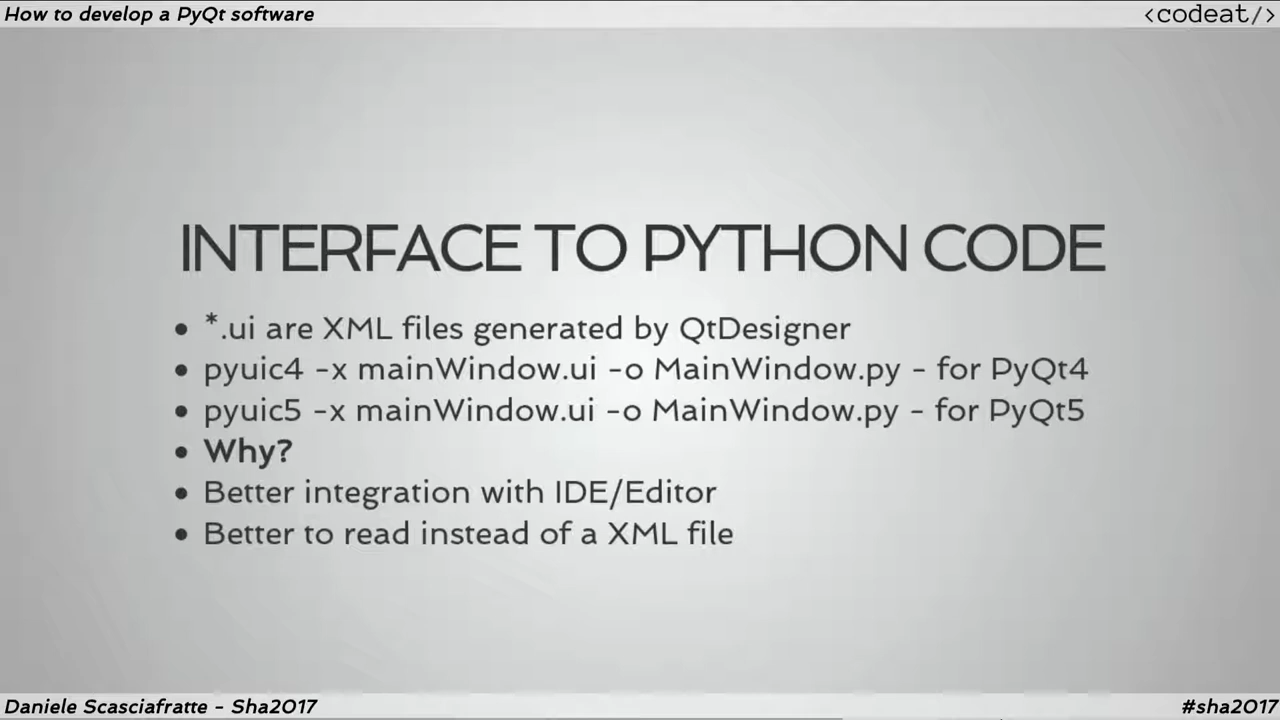 How to develop a PyQt software
<codeat/>
INTERFACE TO PYTHON CODE
• *.ui are XML files generated by QtDesigner
• pyuic4 -x mainWindow.ui -o MainWindow.py - for PyQt4
• pyuic5 -x mainWindow.ui -o MainWindow.py - for PyQt5
• Why?
• Better integration with IDE/Editor
• Better to read instead of a XML file
Daniele Scasciafratte - Sha2017
#sha2017